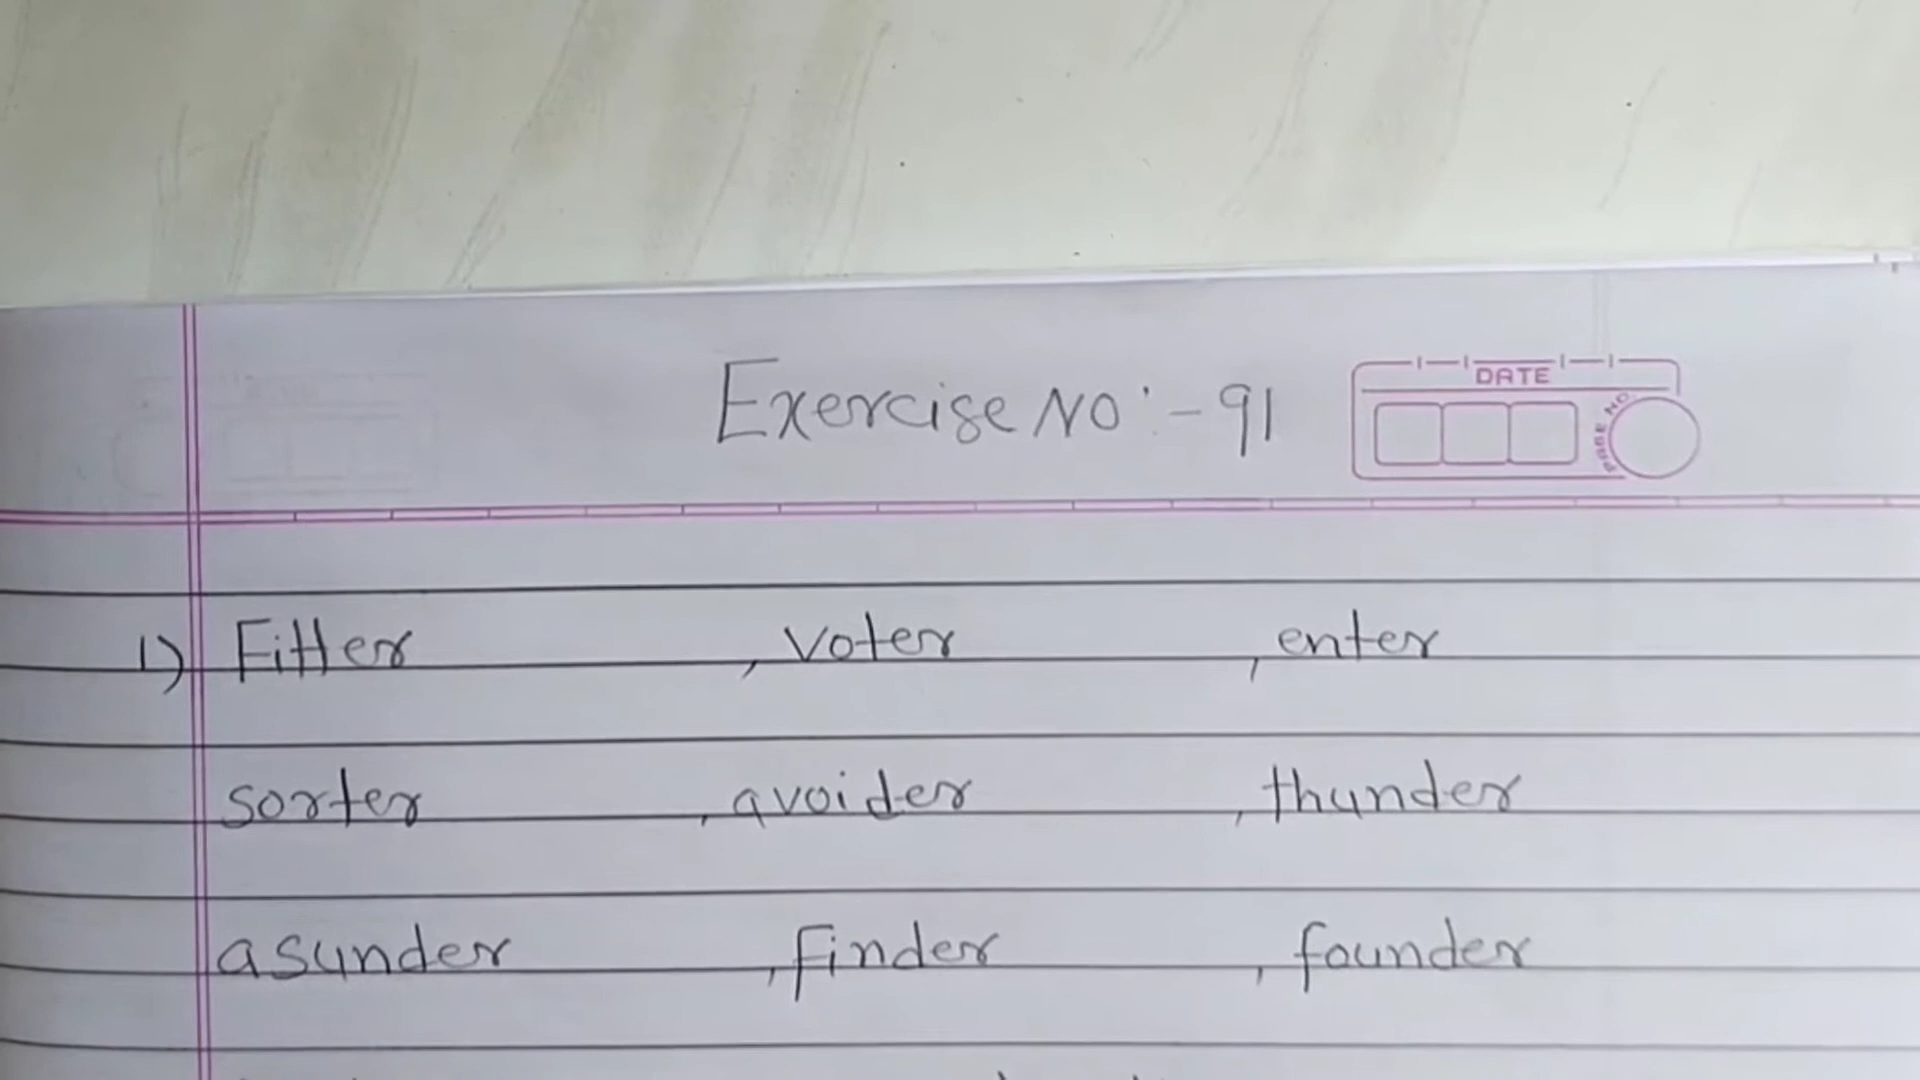 Exercise No:-91
DATE
PAGE NO
1) Fitter , voter , enter
sorter , avoider , thunder
asunder , finder , founder